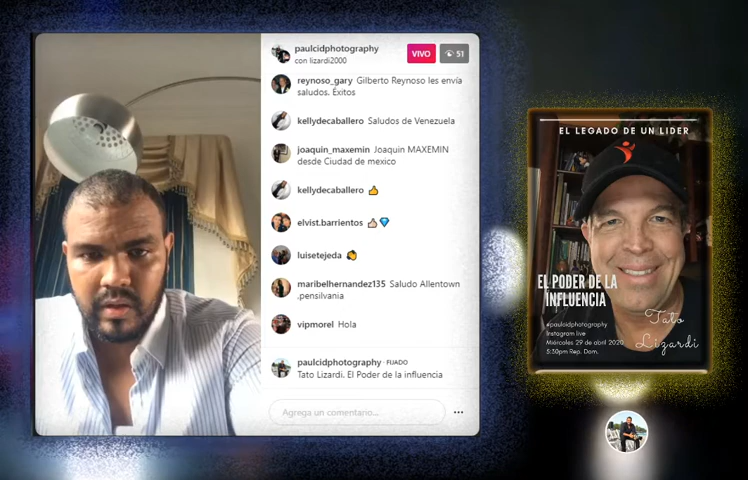 paulcidphotography
con lizardi2000
VIVO
51
reynoso_gary Gilberto Reynoso les envía
saludos. Éxitos
kellydecaballero Saludos de Venezuela
joaquin_maxemin Joaquin MAXEMIN
desde Ciudad de mexico
kellydecaballero 👍
elvist.barrientos 👍🏻💎
luisetejeda 👏
maribelhernandez135 Saludo Allentown
.pensilvania
vipmorel Hola
paulcidphotography · FIJADO
Tato Lizardi. El Poder de la influencia
Agrega un comentario...
EL LEGADO DE UN LIDER
EL PODER DE LA
INFLUENCIA
Tato
Lizardi
#paulcidphotography
Instagram live
Miércoles 29 de abril 2020
5:30pm Rep. Dom.